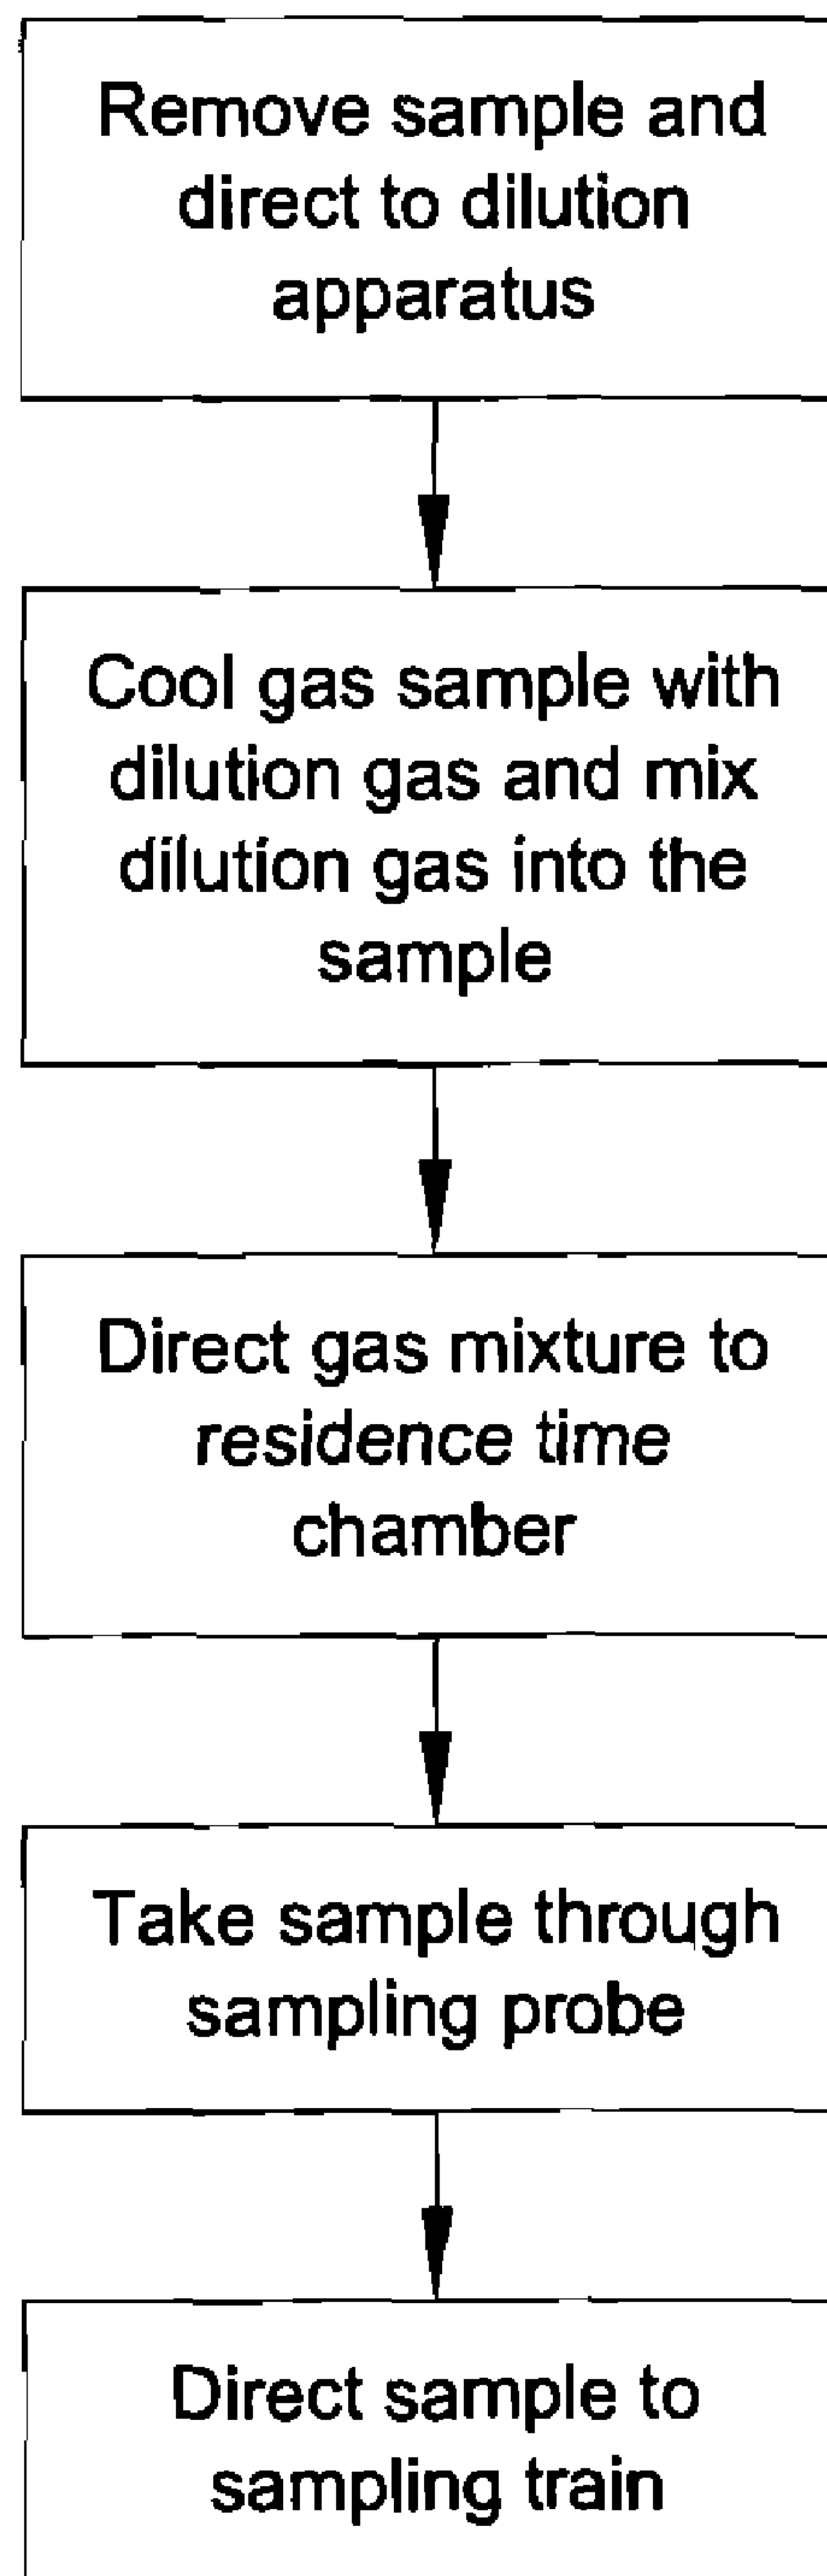 Remove sample and
direct to dilution
apparatus
Cool gas sample with
dilution gas and mix
dilution gas into the
sample
Direct gas mixture to
residence time
chamber
Take sample through
sampling probe
Direct sample to
sampling train